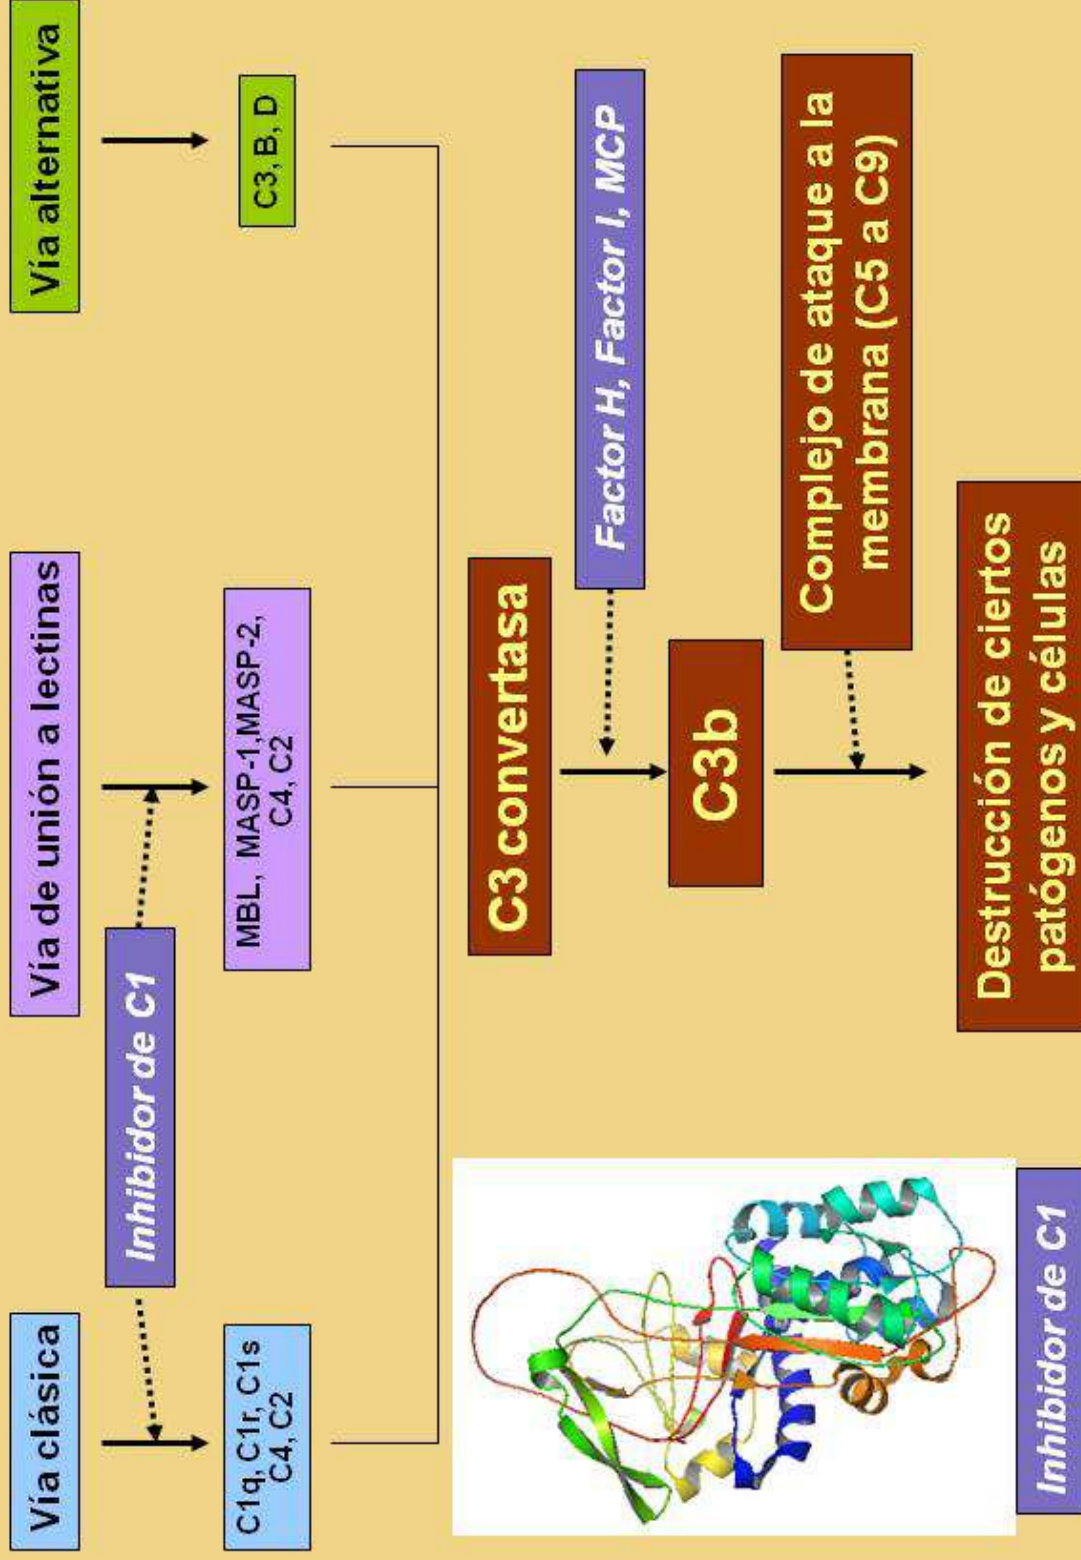 Vía clásica
Vía de unión a lectinas
Vía alternativa
Inhibidor de C1
C1q, C1r, C1s
C4, C2
MBL, MASP-1,MASP-2,
C4, C2
C3, B, D
C3 convertasa
Factor H, Factor I, MCP
C3b
Complejo de ataque a la
membrana (C5 a C9)
Destrucción de ciertos
patógenos y células
Inhibidor de C1